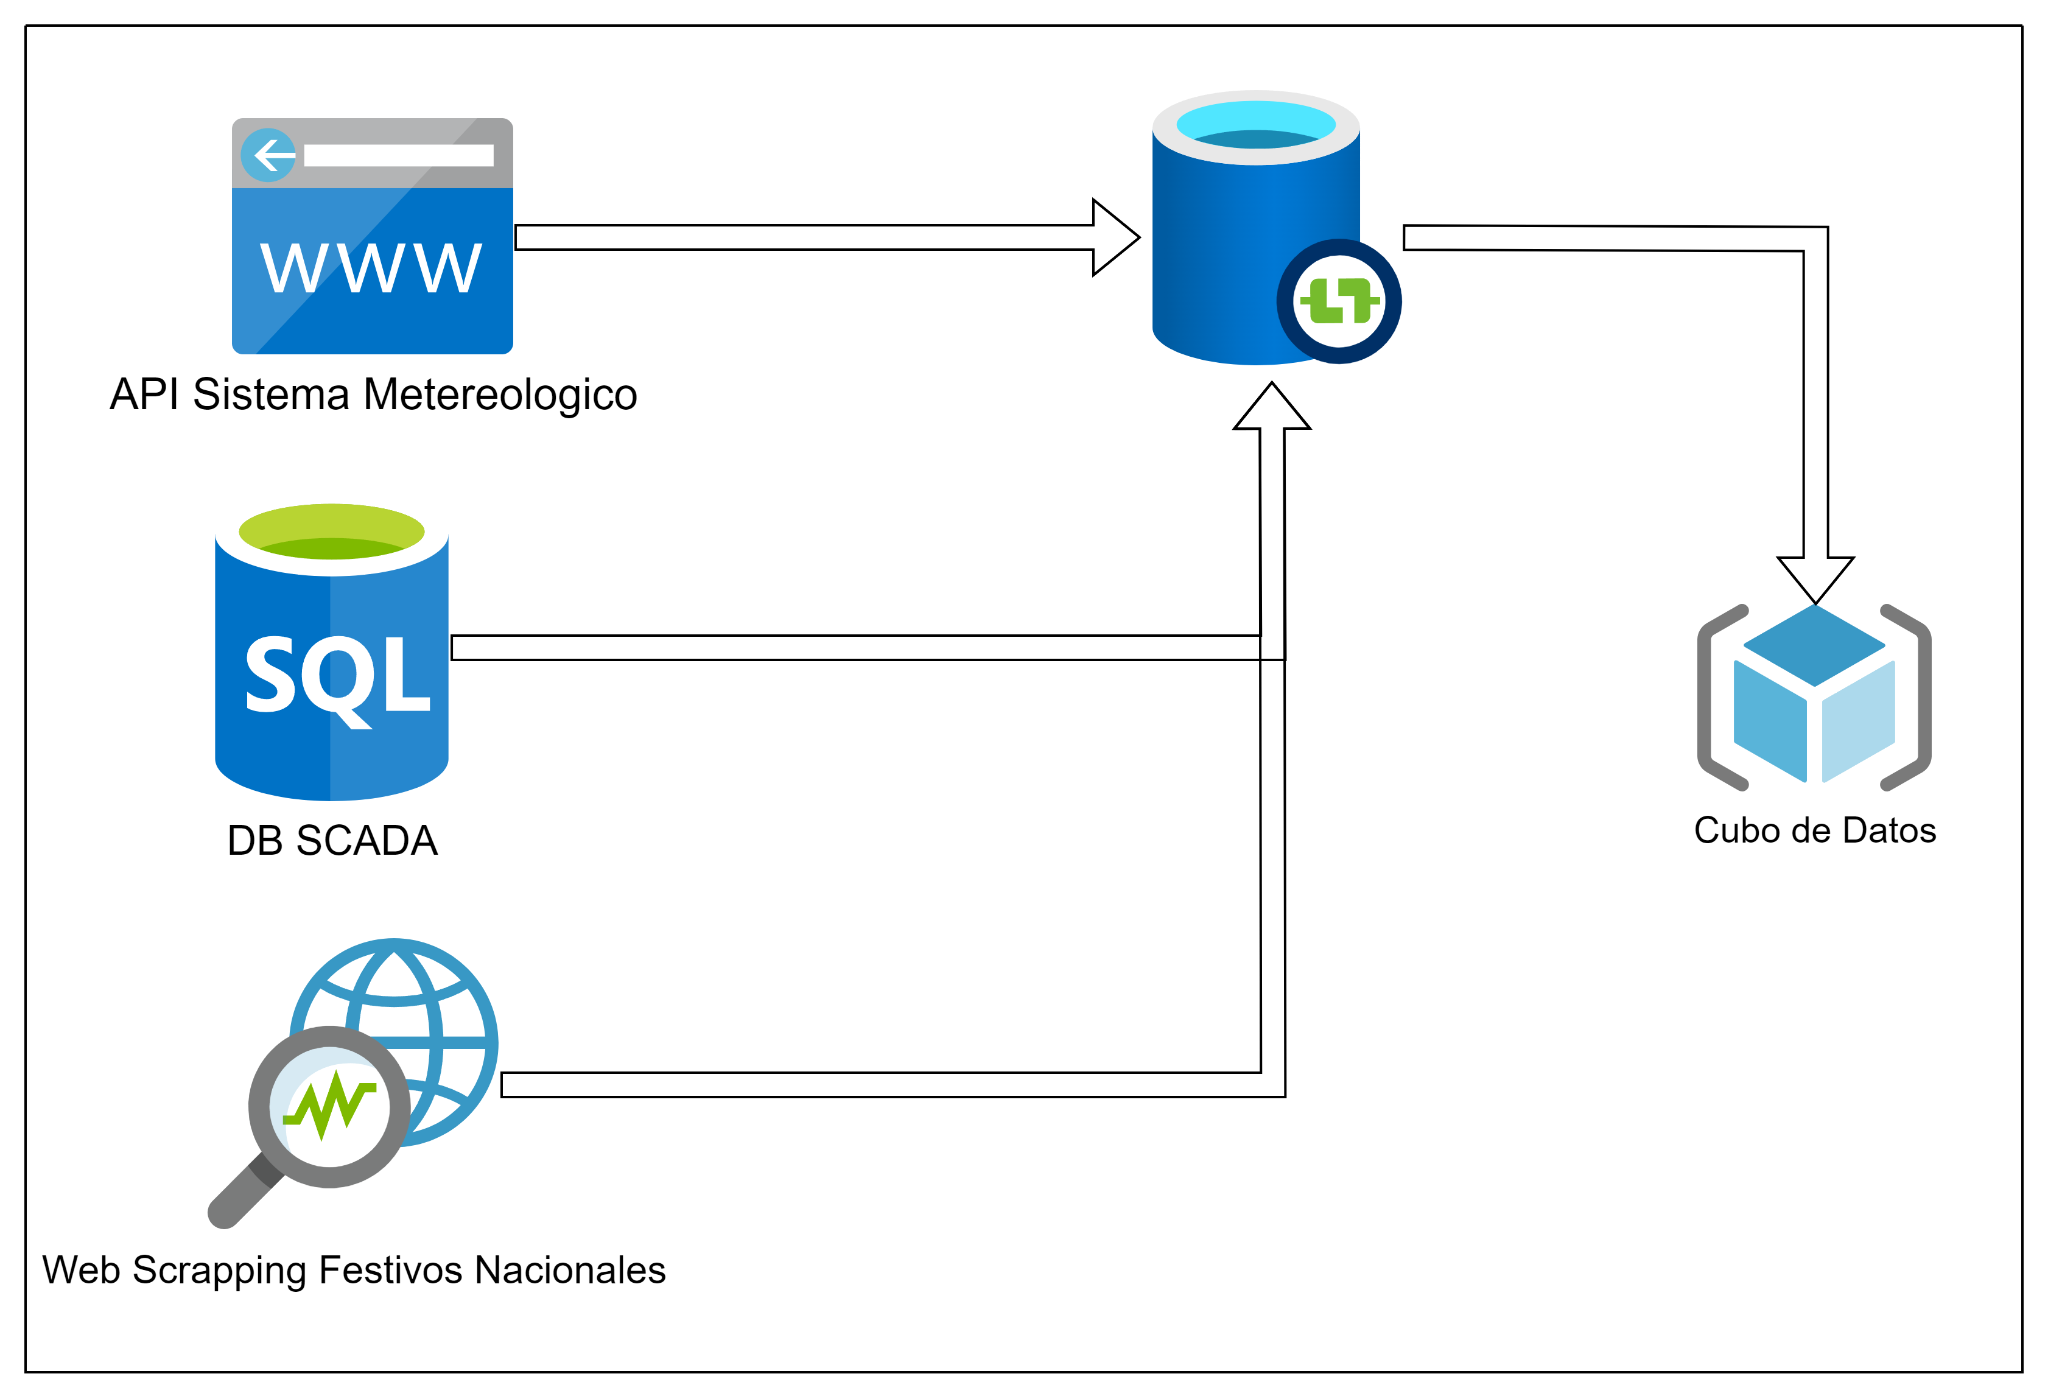 WWW
API Sistema Metereologico
SQL
DB SCADA
Cubo de Datos
Web Scrapping Festivos Nacionales